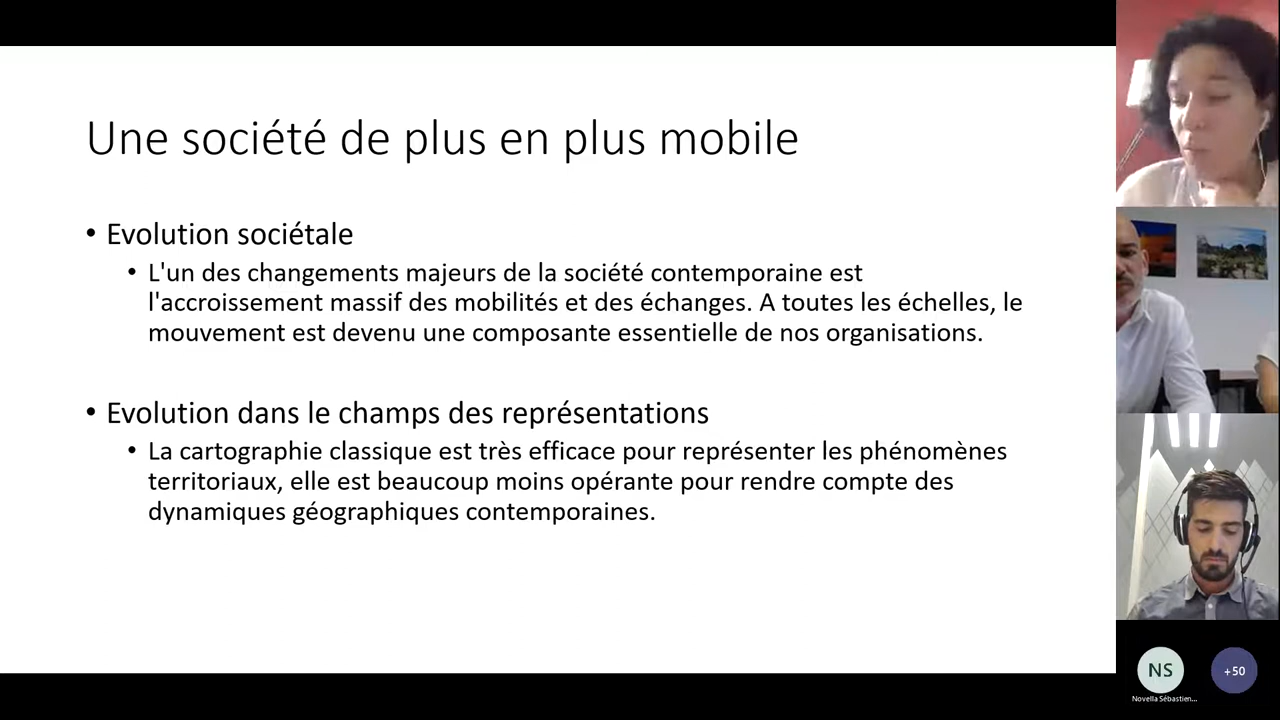 Une société de plus en plus mobile
• Evolution sociétale
• L'un des changements majeurs de la société contemporaine est
l'accroissement massif des mobilités et des échanges. A toutes les échelles, le
mouvement est devenu une composante essentielle de nos organisations.
• Evolution dans le champs des représentations
• La cartographie classique est très efficace pour représenter les phénomènes
territoriaux, elle est beaucoup moins opérante pour rendre compte des
dynamiques géographiques contemporaines.
NS
+50
Novella Sébastien...